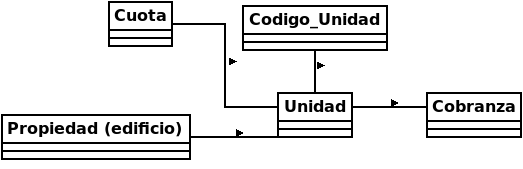 Cuota
Codigo_Unidad
Unidad
Cobranza
Propiedad (edificio)